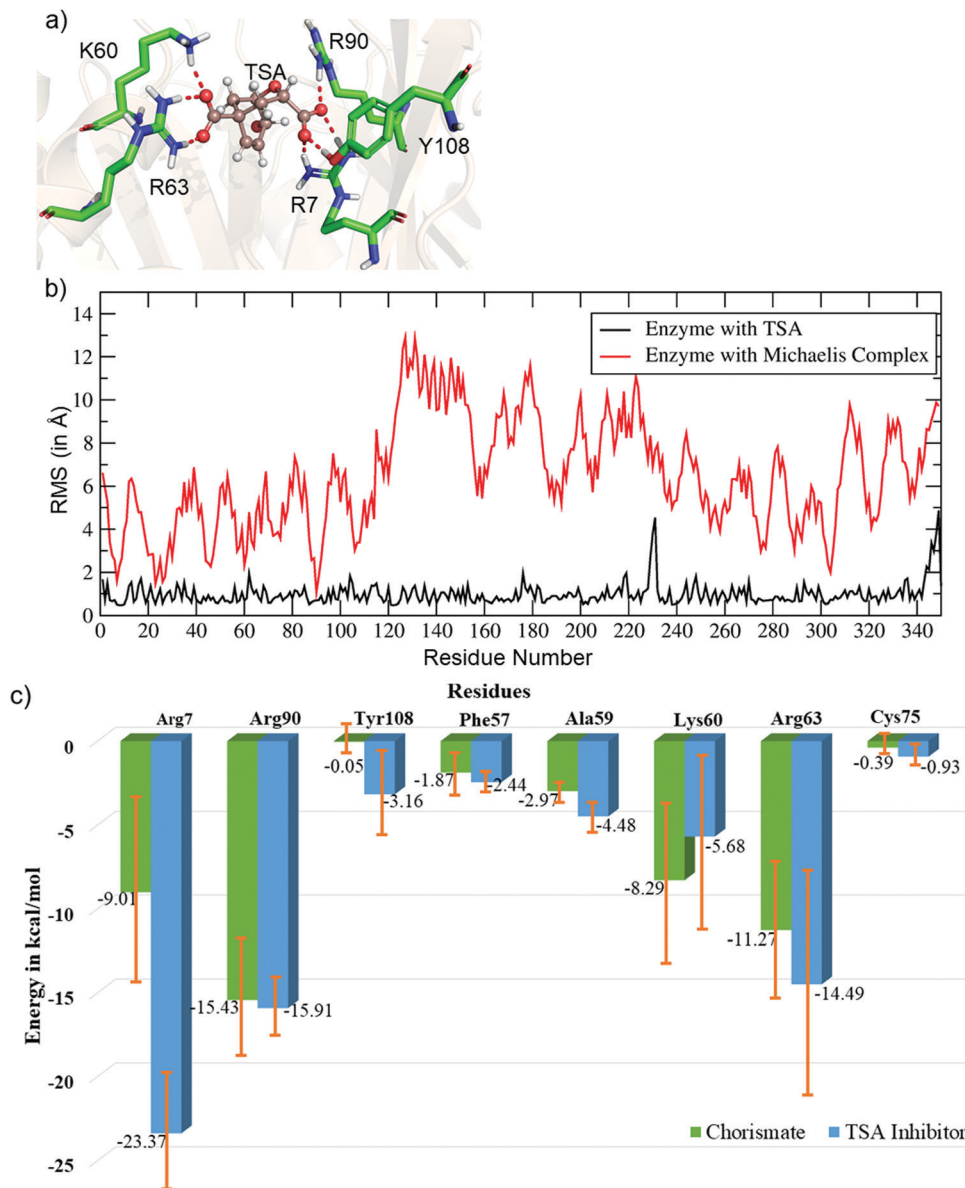 a)
K60
R90
TSA
Y108
R63
R7
b)
14
12
10
8
6
4
2
0
RMS (in Å)
Enzyme with TSA
Enzyme with Michaelis Complex
0 20 40 60 80 100 120 140 160 180 200 220 240 260 280 300 320 340
Residue Number
c)
Residues
Arg7 Arg90 Tyr108 Phe57 Ala59 Lys60 Arg63 Cys75
0
-0.05 -0.39 -0.93
-1.87 -2.44
-3.16 -2.97
-4.48
-5
-5.68
-8.29
-9.01
-10
-11.27
-14.49
-15
-15.43 -15.91
-20
-23.37
-25
Energy in kcal/mol
Chorismate TSA Inhibitor